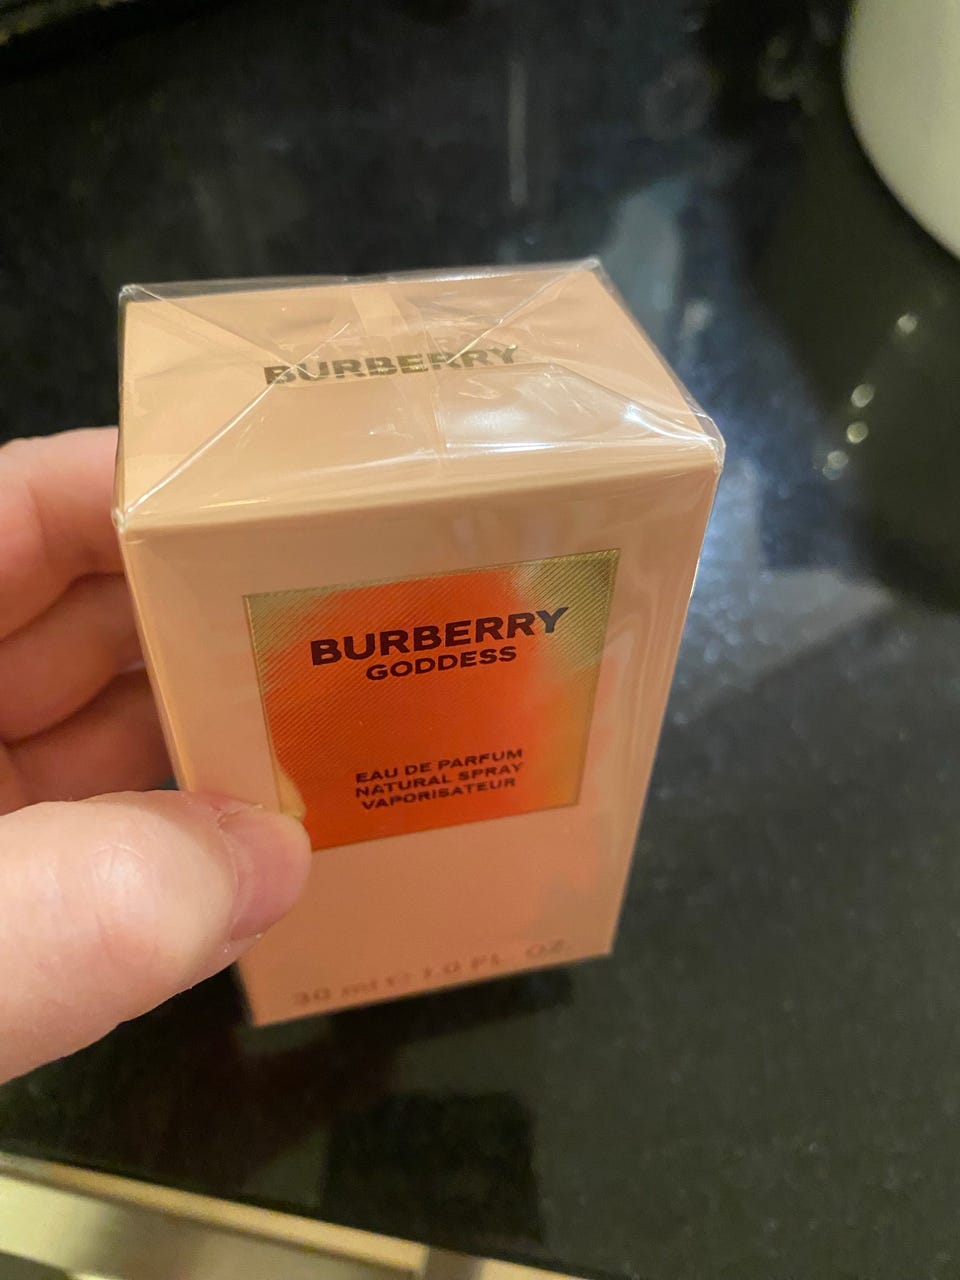 BURBERRY
BURBERRY
GODDESS
EAU DE PARFUM
NATURAL SPRAY
VAPORISATEUR
30 ml e 1.0 FL. OZ.